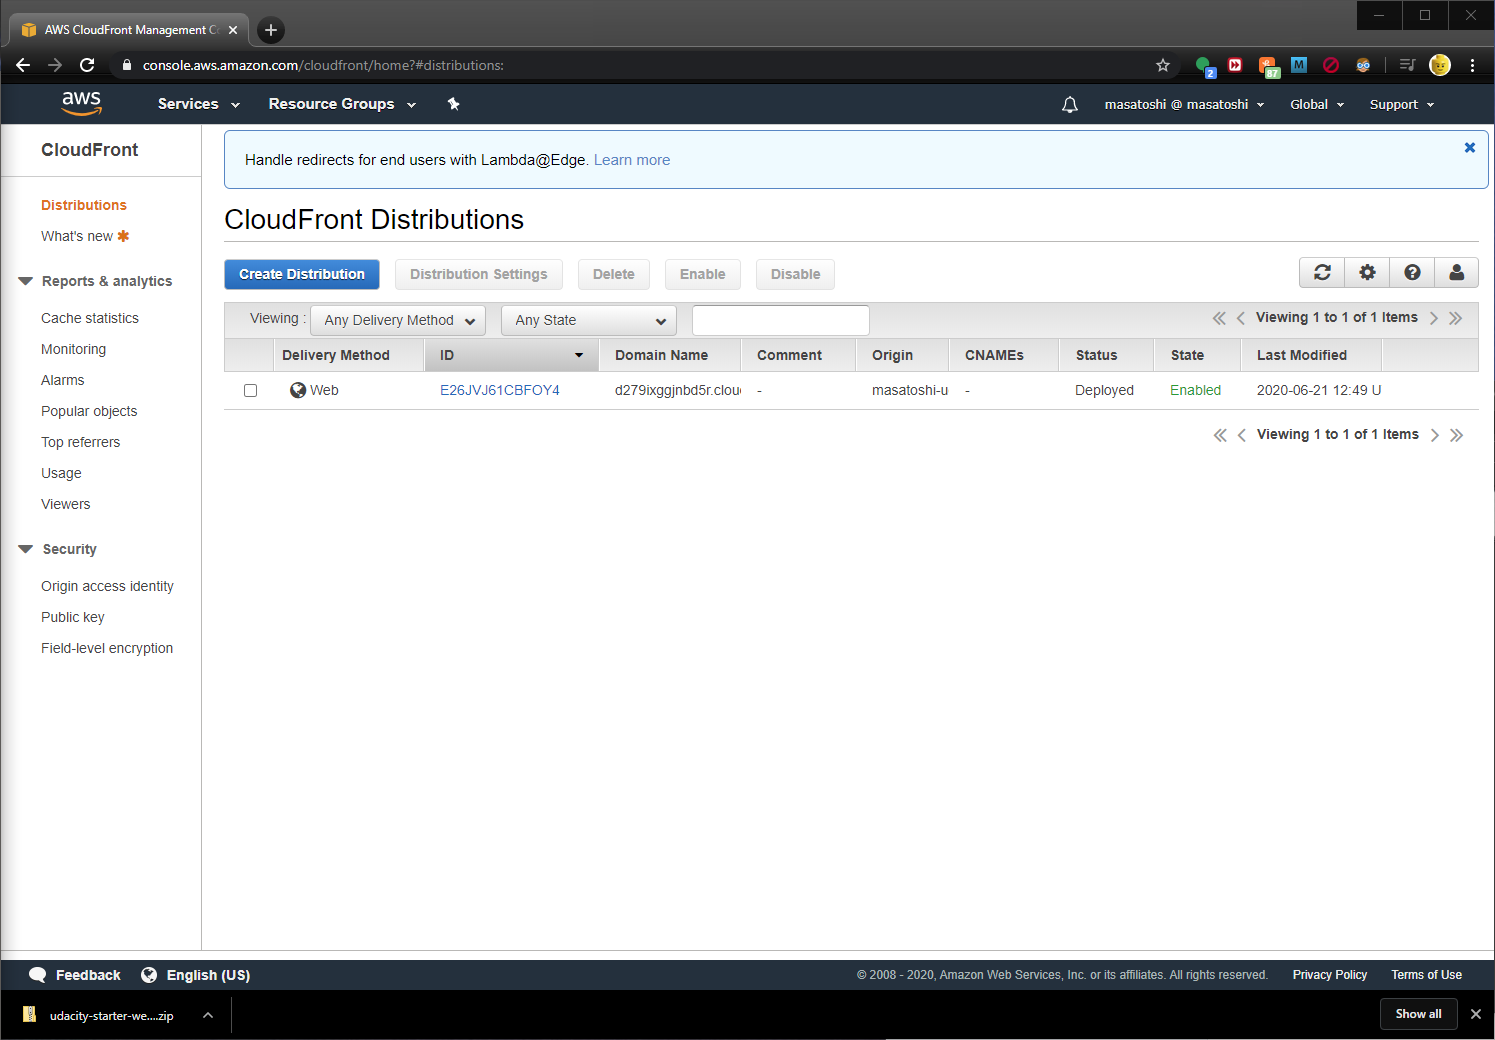 AWS CloudFront Management C
console.aws.amazon.com/cloudfront/home?#distributions:
2
87
M
aws
Services
Resource Groups
masatoshi @ masatoshi
Global
Support
CloudFront
Distributions
What's new
Reports & analytics
Cache statistics
Monitoring
Alarms
Popular objects
Top referrers
Usage
Viewers
Security
Origin access identity
Public key
Field-level encryption
Handle redirects for end users with Lambda@Edge. Learn more
CloudFront Distributions
Create Distribution Distribution Settings Delete Enable Disable
Viewing : Any Delivery Method Any State Viewing 1 to 1 of 1 Items
Delivery Method ID Domain Name Comment Origin CNAMEs Status State Last Modified
Web E26JVJ61CBFOY4 d279ixggjnbd5r.clou - masatoshi-u - Deployed Enabled 2020-06-21 12:49 U
Viewing 1 to 1 of 1 Items
Feedback English (US)
© 2008 - 2020, Amazon Web Services, Inc. or its affiliates. All rights reserved. Privacy Policy Terms of Use
udacity-starter-we....zip
Show all